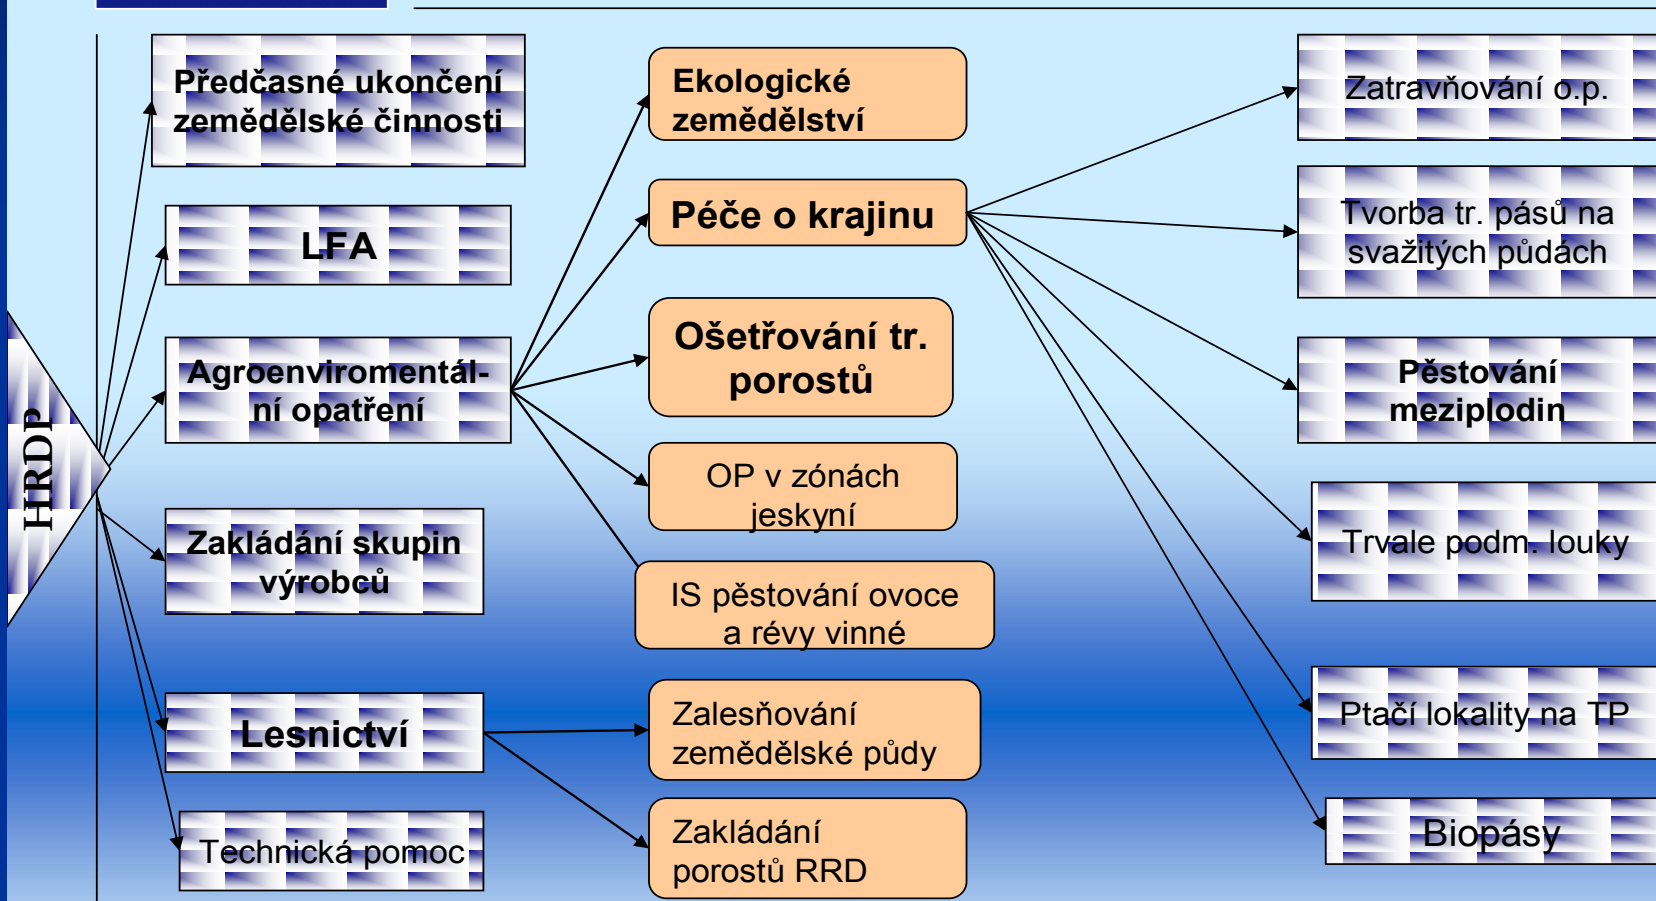 HRDP
Předčasné ukončení
zemědělské činnosti
LFA
Agroenviromentál-
ní opatření
Zakládání skupin
výrobců
Lesnictví
Technická pomoc
Ekologické
zemědělství
Péče o krajinu
Ošetřování tr.
porostů
OP v zónách
jeskyní
IS pěstování ovoce
a révy vinné
Zalesňování
zemědělské půdy
Zakládání
porostů RRD
Zatravňování o.p.
Tvorba tr. pásů na
svažitých půdách
Pěstování
meziplodin
Trvale podm. louky
Ptačí lokality na TP
Biopásy